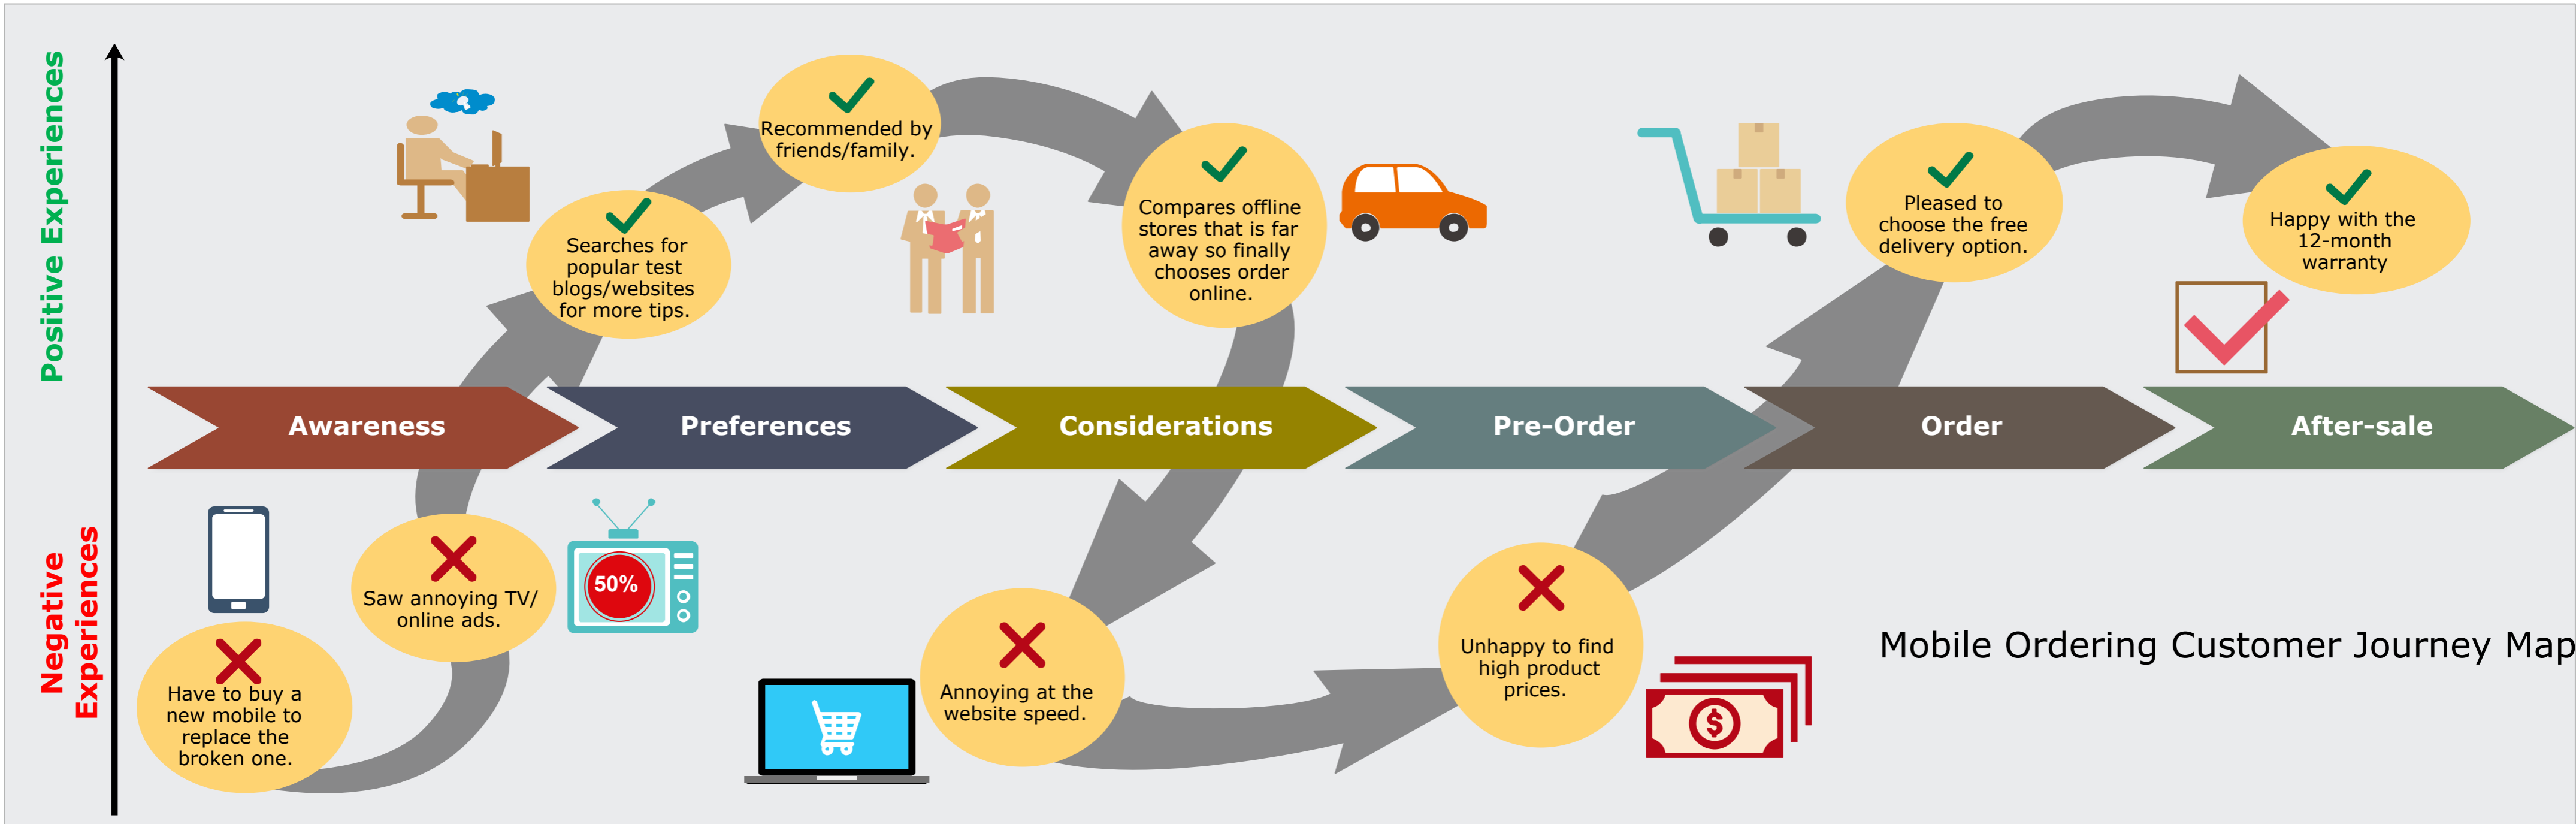 Positive Experiences
Negative
Experiences
Recommended by
friends/family.
Searches for
popular test
blogs/websites
for more tips.
Compares offline
stores that is far
away so finally
chooses order
online.
Pleased to
choose the free
delivery option.
Happy with the
12-month
warranty
Awareness
Preferences
Considerations
Pre-Order
Order
After-sale
Have to buy a
new mobile to
replace the
broken one.
Saw annoying TV/
online ads.
50%
Annoying at the
website speed.
Unhappy to find
high product
prices.
$
Mobile Ordering Customer Journey Map